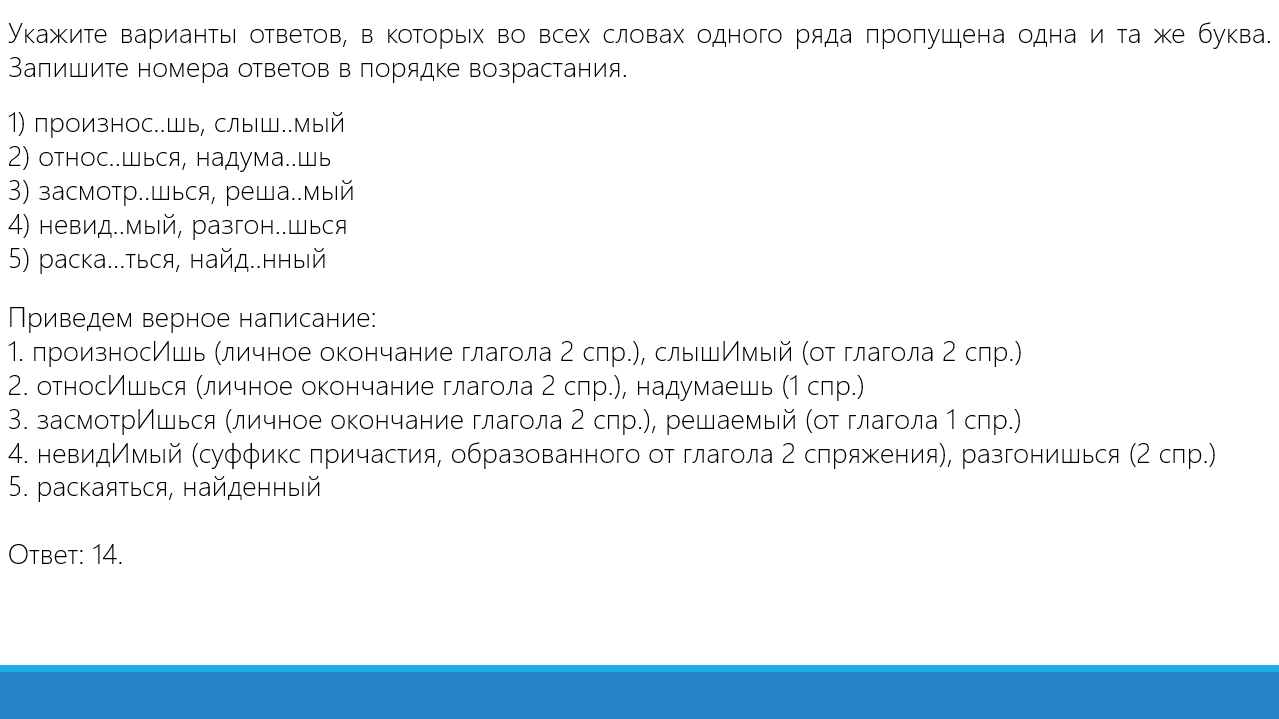 Укажите варианты ответов, в которых во всех словах одного ряда пропущена одна и та же буква.
Запишите номера ответов в порядке возрастания.
1) произнос..шь, слыш..мый
2) относ..шься, надума..шь
3) засмотр..шься, реша..мый
4) невид..мый, разгон..шься
5) раска...ться, найд..нный
Приведем верное написание:
1. произносИшь (личное окончание глагола 2 спр.), слышИмый (от глагола 2 спр.)
2. относИшься (личное окончание глагола 2 спр.), надумаешь (1 спр.)
3. засмотрИшься (личное окончание глагола 2 спр.), решаемый (от глагола 1 спр.)
4. невидИмый (суффикс причастия, образованного от глагола 2 спряжения), разгонишься (2 спр.)
5. раскаяться, найденный
Ответ: 14.